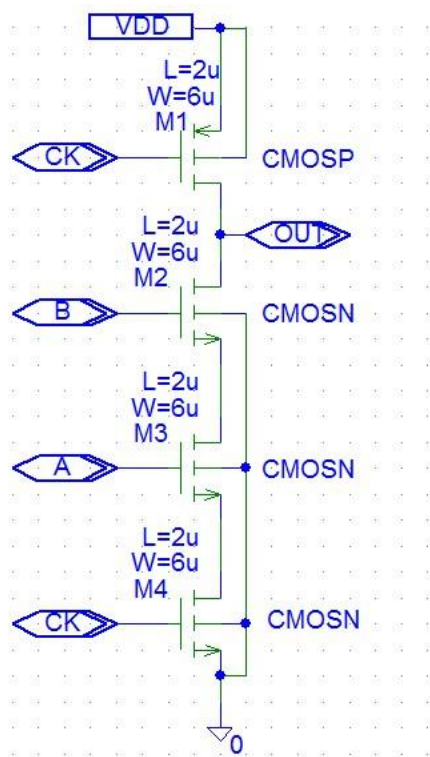 VDD
L=2u
W=6u
M1
CK
CMOSP
OUT
L=2u
W=6u
M2
B
CMOSN
L=2u
W=6u
M3
A
CMOSN
L=2u
W=6u
M4
CK
CMOSN
0